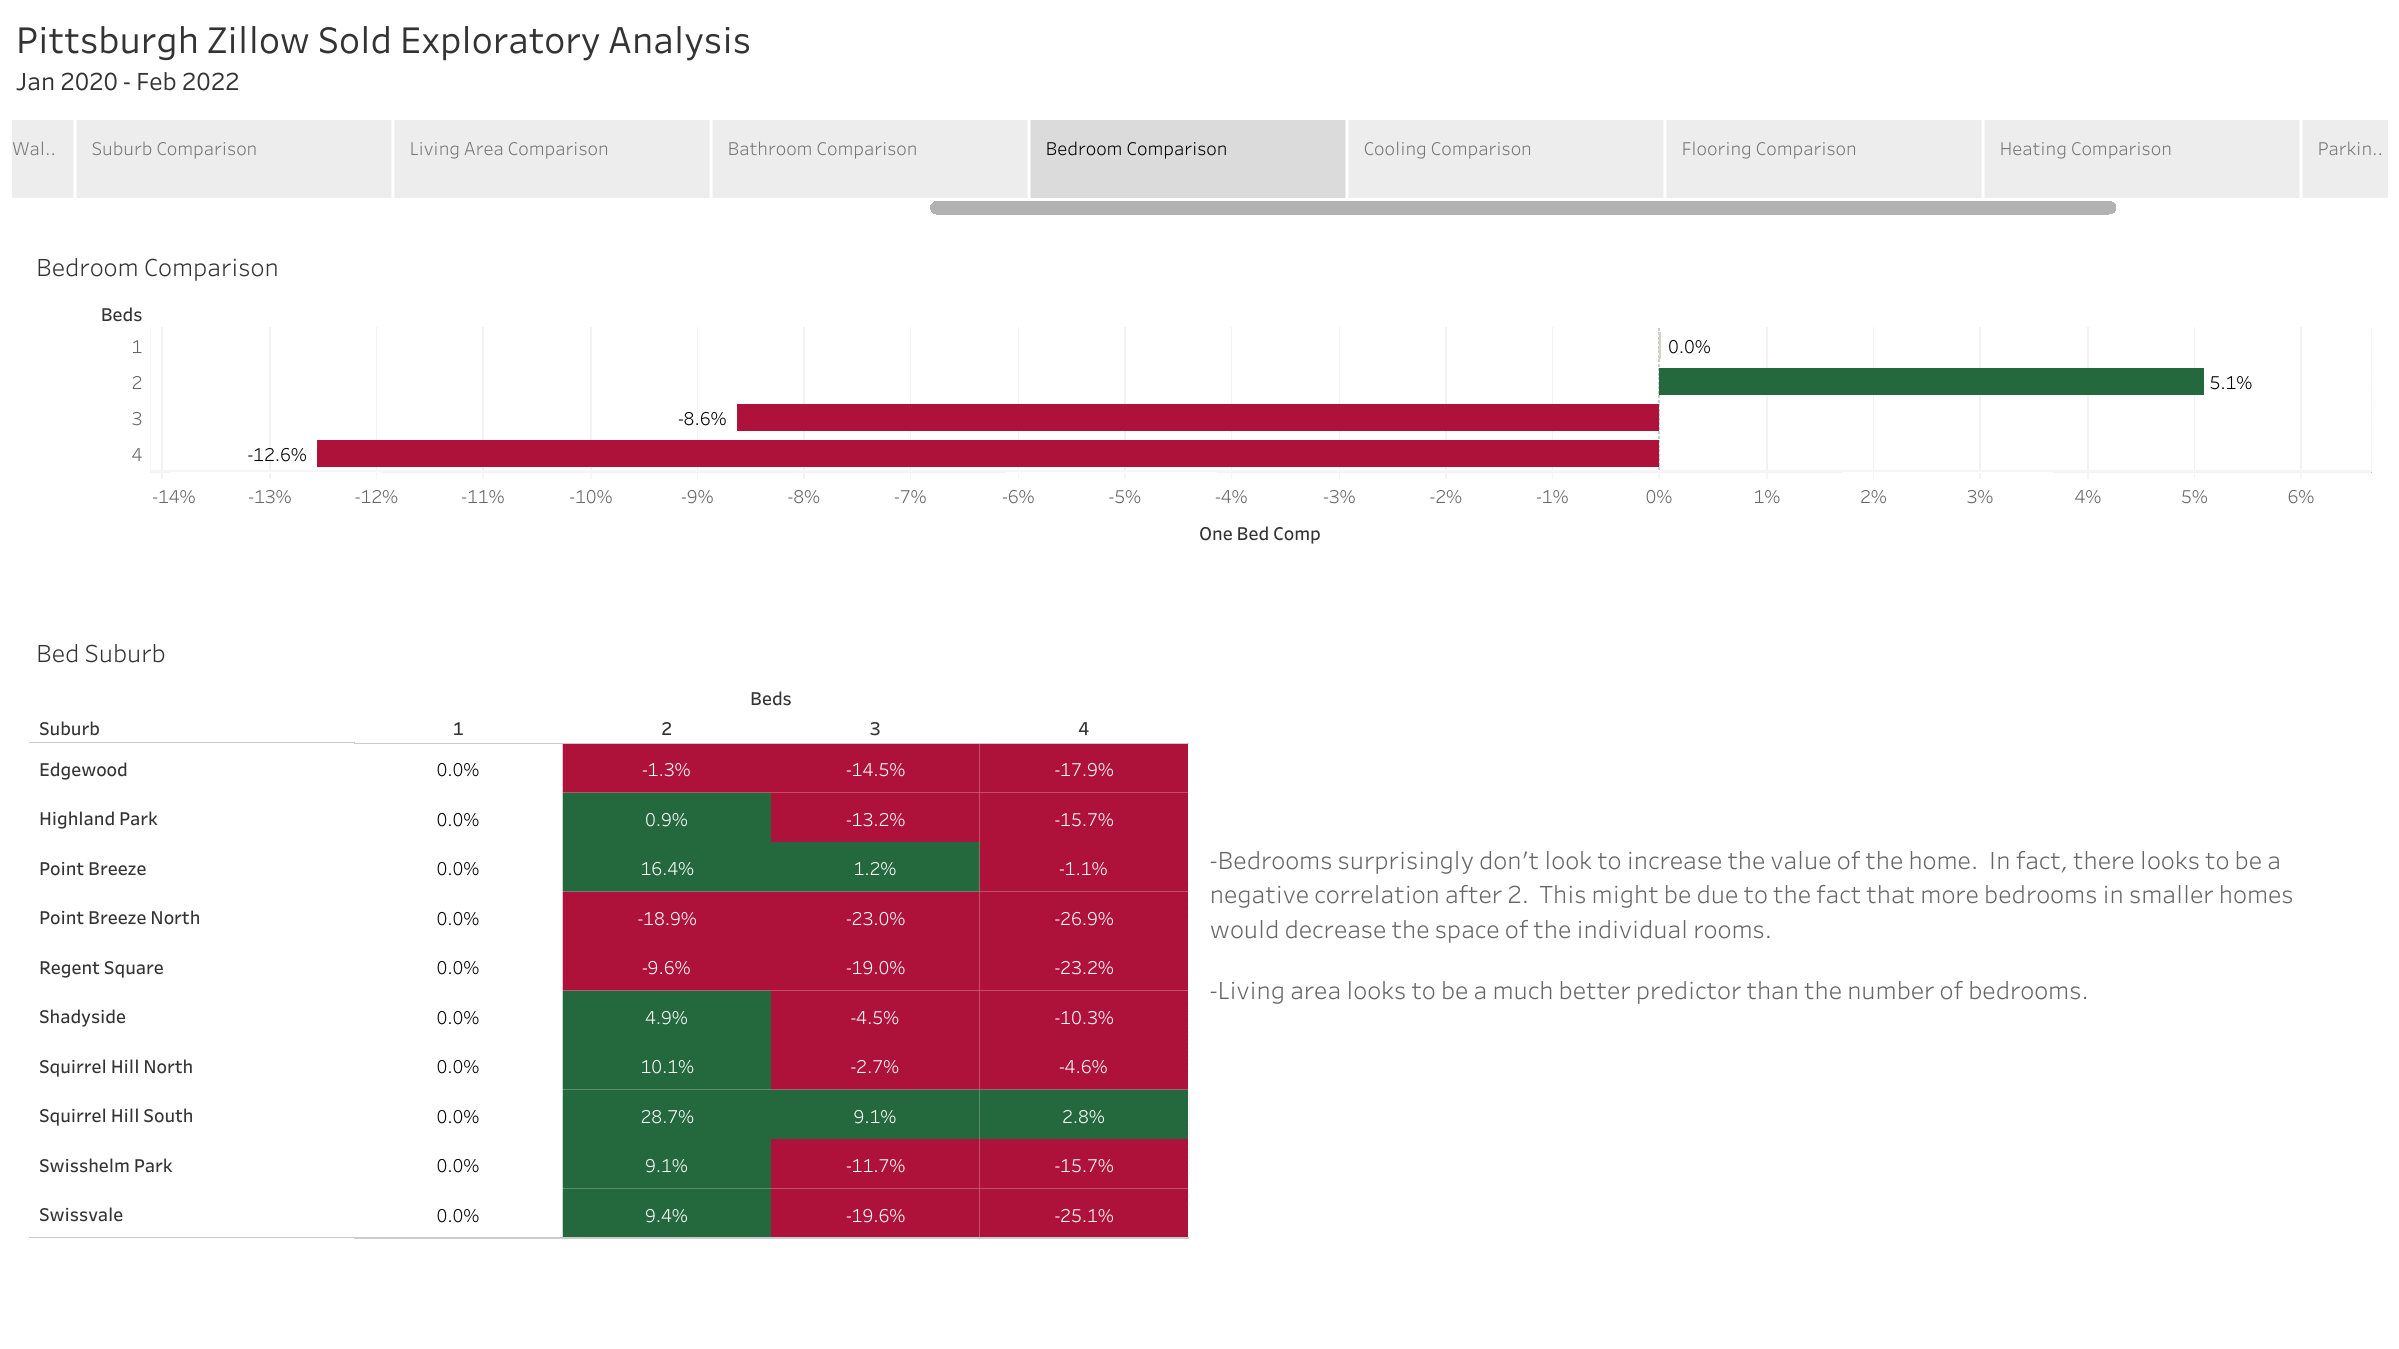 Pittsburgh Zillow Sold Exploratory Analysis
Jan 2020 - Feb 2022
Wal.. Suburb Comparison Living Area Comparison Bathroom Comparison Bedroom Comparison Cooling Comparison Flooring Comparison Heating Comparison Parkin..
Bedroom Comparison
Beds
1 0.0%
2 5.1%
3 -8.6%
4 -12.6%
-14% -13% -12% -11% -10% -9% -8% -7% -6% -5% -4% -3% -2% -1% 0% 1% 2% 3% 4% 5% 6%
One Bed Comp
Bed Suburb
Beds
Suburb 1 2 3 4
Edgewood 0.0% -1.3% -14.5% -17.9%
Highland Park 0.0% 0.9% -13.2% -15.7%
Point Breeze 0.0% 16.4% 1.2% -1.1%
Point Breeze North 0.0% -18.9% -23.0% -26.9%
Regent Square 0.0% -9.6% -19.0% -23.2%
Shadyside 0.0% 4.9% -4.5% -10.3%
Squirrel Hill North 0.0% 10.1% -2.7% -4.6%
Squirrel Hill South 0.0% 28.7% 9.1% 2.8%
Swisshelm Park 0.0% 9.1% -11.7% -15.7%
Swissvale 0.0% 9.4% -19.6% -25.1%
-Bedrooms surprisingly don't look to increase the value of the home.  In fact, there looks to be a
negative correlation after 2.  This might be due to the fact that more bedrooms in smaller homes
would decrease the space of the individual rooms.
-Living area looks to be a much better predictor than the number of bedrooms.